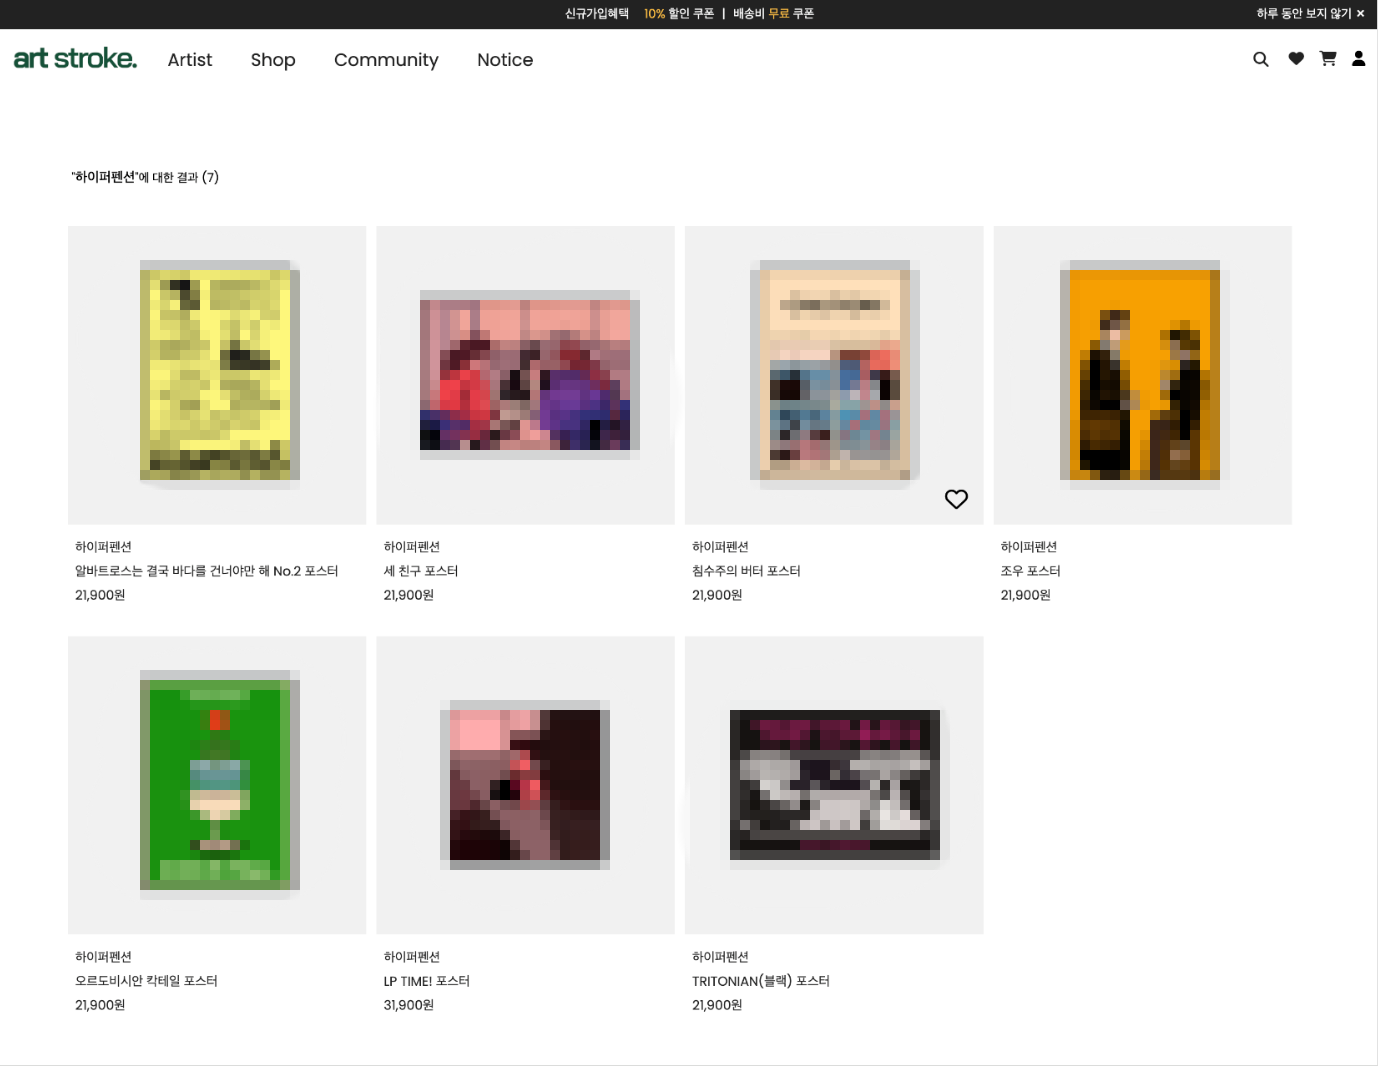 신규가입혜택 10% 할인 쿠폰 | 배송비 무료 쿠폰
하루 동안 보지 않기 ×
art stroke. Artist Shop Community Notice
"하이퍼펜션"에 대한 결과 (7)
하이퍼펜션
알바트로스는 결국 바다를 건너야만 해 No.2 포스터
21,900원
하이퍼펜션
세 친구 포스터
21,900원
하이퍼펜션
침수주의 버터 포스터
21,900원
하이퍼펜션
조우 포스터
21,900원
하이퍼펜션
오르도비시안 칵테일 포스터
21,900원
하이퍼펜션
LP TIME! 포스터
31,900원
하이퍼펜션
TRITONIAN(블랙) 포스터
21,900원